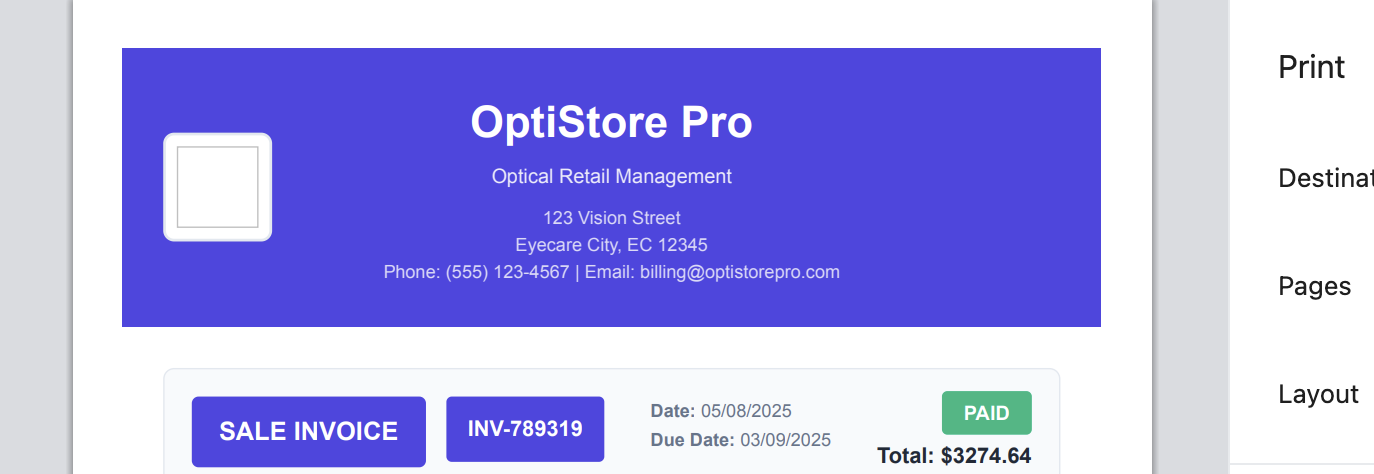 OptiStore Pro
Optical Retail Management
123 Vision Street
Eyecare City, EC 12345
Phone: (555) 123-4567 | Email: billing@optistorepro.com
SALE INVOICE
INV-789319
Date: 05/08/2025
Due Date: 03/09/2025
PAID
Total: $3274.64
Print
Destinat
Pages
Layout